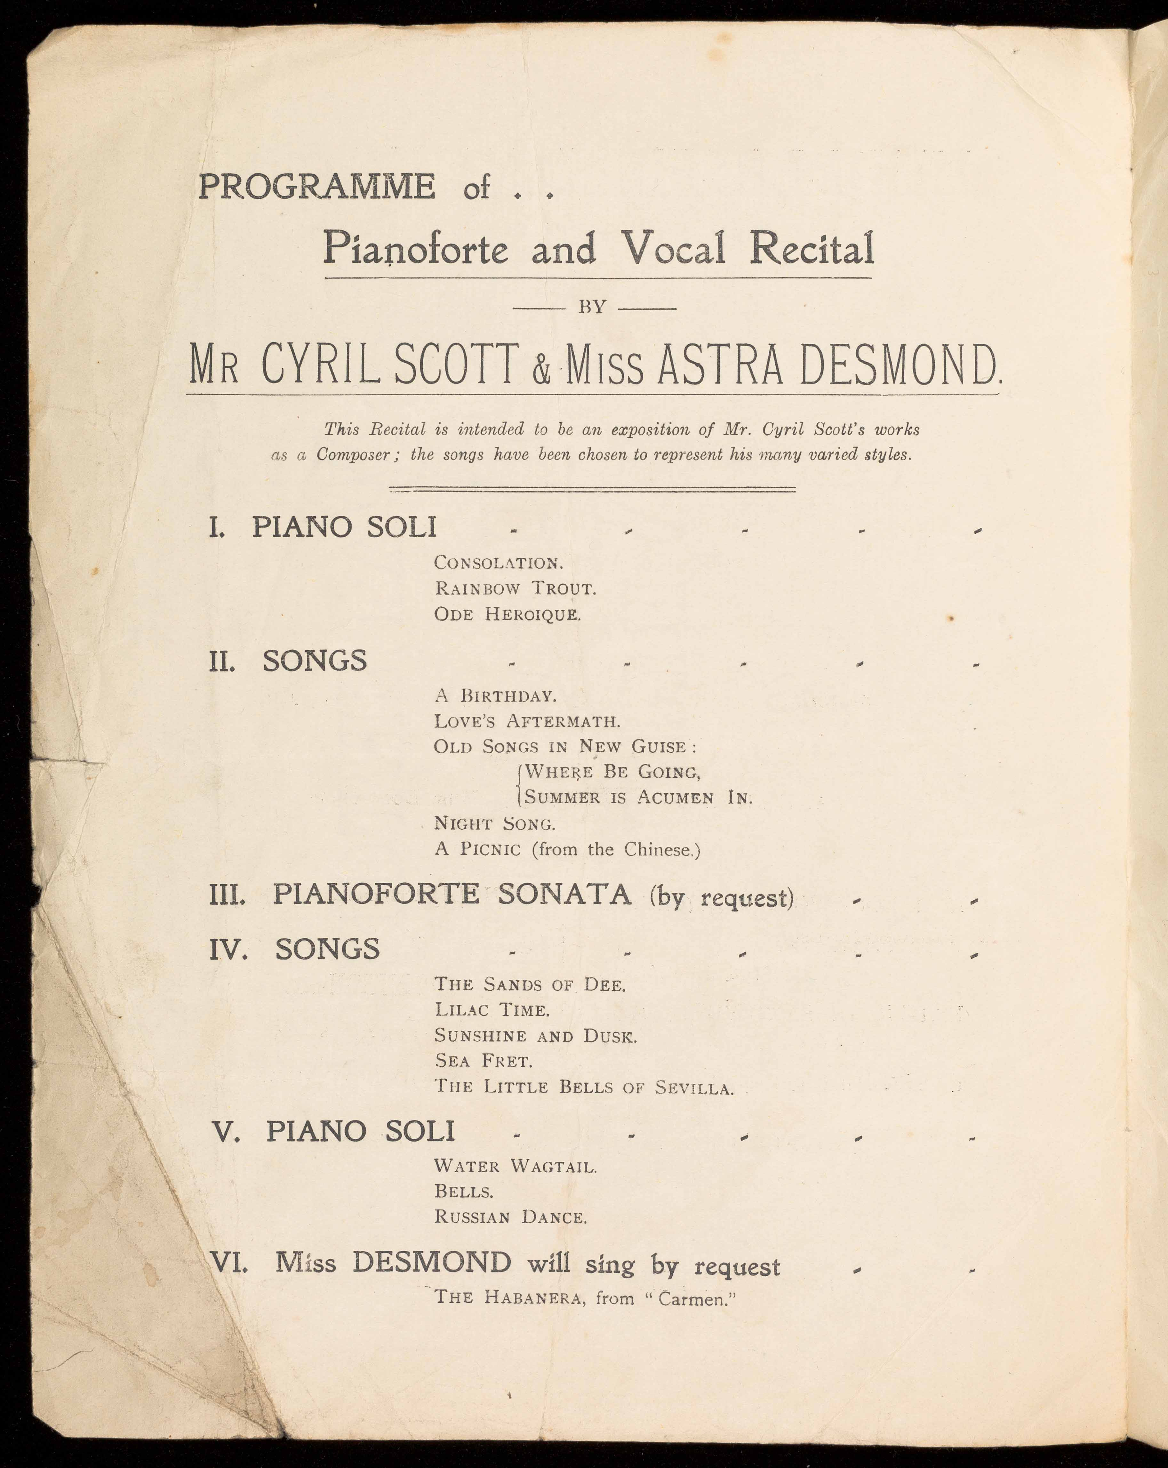 PROGRAMME of . .
Pianoforte and Vocal Recital
— BY —
MR CYRIL SCOTT & MISS ASTRA DESMOND.
This Recital is intended to be an exposition of Mr. Cyril Scott's works
as a Composer; the songs have been chosen to represent his many varied styles.
I. PIANO SOLI - - - - -
CONSOLATION.
RAINBOW TROUT.
ODE HEROIQUE.
II. SONGS - - - - -
A BIRTHDAY.
LOVE'S AFTERMATH.
OLD SONGS IN NEW GUISE :
{WHERE BE GOING,
{SUMMER IS ACUMEN IN.
NIGHT SONG.
A PICNIC (from the Chinese.)
III. PIANOFORTE SONATA (by request) - -
IV. SONGS - - - - -
THE SANDS OF DEE.
LILAC TIME.
SUNSHINE AND DUSK.
SEA FRET.
THE LITTLE BELLS OF SEVILLA.
V. PIANO SOLI - - - - -
WATER WAGTAIL.
BELLS.
RUSSIAN DANCE.
VI. Miss DESMOND will sing by request - -
THE HABANERA, from "Carmen."